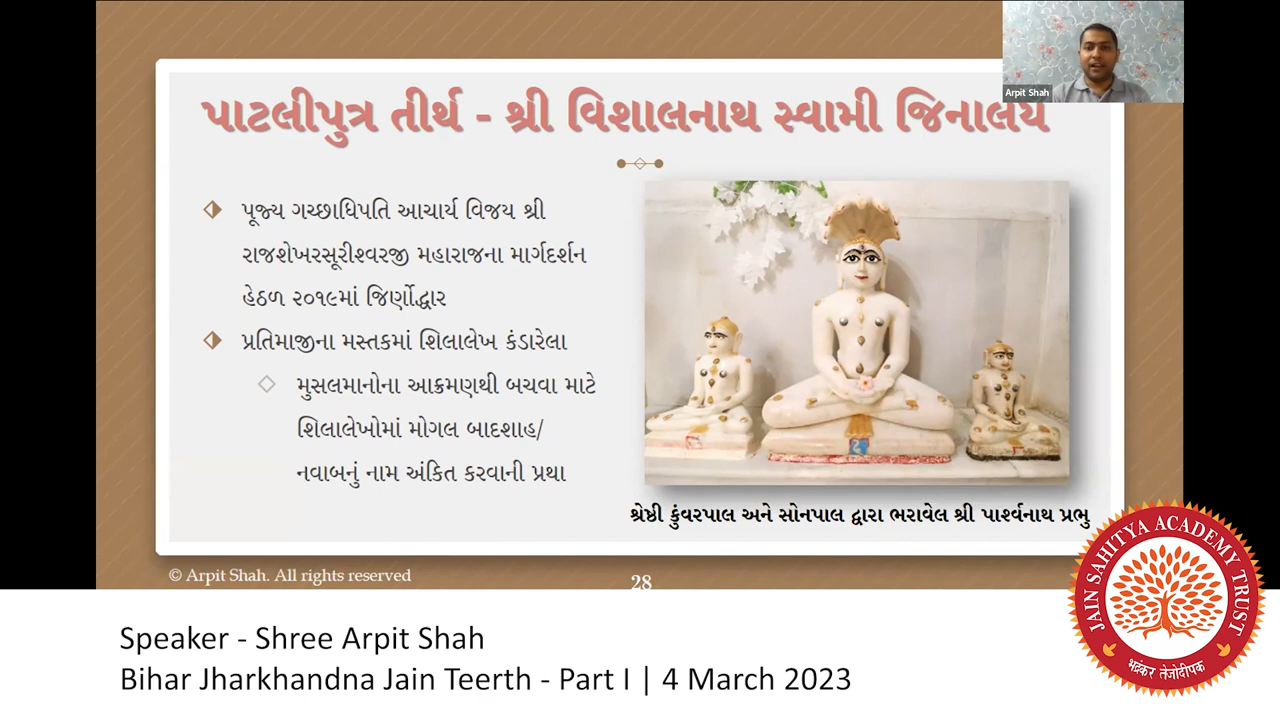 Arpit Shah
પાટલીપુત્ર તીર્થ - શ્રી વિશાલનાથ સ્વામી જિનાલય
પૂજ્ય ગચ્છાધિપતિ આચાર્ય વિજય શ્રી
રાજશેખરસૂરીશ્વરજી મહારાજના માર્ગદર્શન
હેઠળ ૨૦૧૯માં જિર્ણોદ્ધાર
પ્રતિમાજીના મસ્તકમાં શિલાલેખ કંડારેલા
મુસલમાનોના આક્રમણથી બચવા માટે
શિલાલેખોમાં મોગલ બાદશાહ/
નવાબનું નામ અંકિત કરવાની પ્રથા
શ્રેષ્ઠી કુંવરપાલ અને સોનપાલ દ્વારા ભરાવેલ શ્રી પાર્શ્વનાથ પ્રભુ
© Arpit Shah. All rights reserved
28
JAIN SAHITYA ACADEMY TRUST
भद्रंकर तेजोदीपक
Speaker - Shree Arpit Shah
Bihar Jharkhandna Jain Teerth - Part I | 4 March 2023